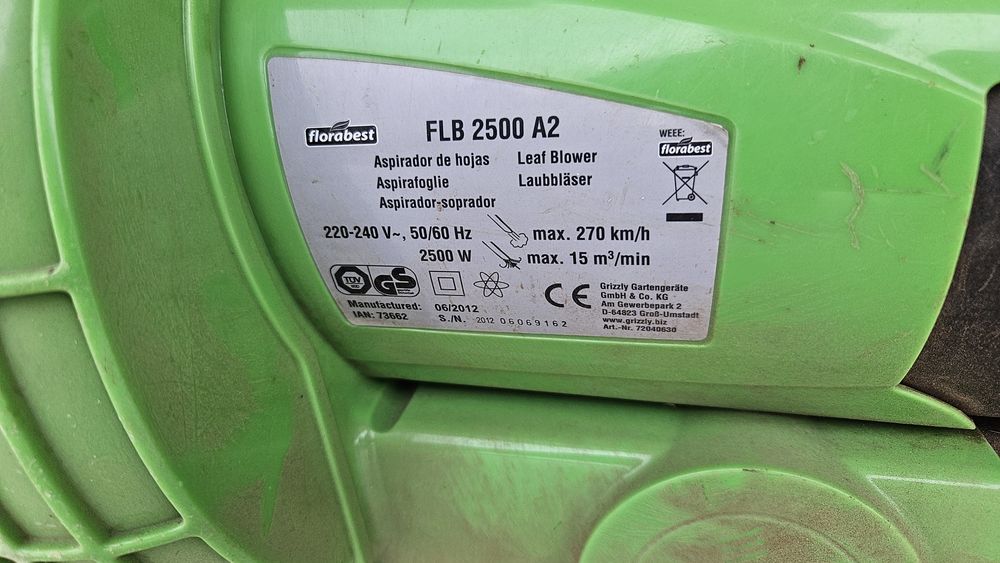 florabest
FLB 2500 A2
WEEE:
florabest
Aspirador de hojas Leaf Blower
Aspirafoglie Laubbläser
Aspirador-soprador
220-240 V~, 50/60 Hz max. 270 km/h
2500 W max. 15 m³/min
TÜV GS
CE
Grizzly Gartengeräte
GmbH & Co. KG
Am Gewerbepark 2
D-64823 Groß-Umstadt
www.grizzly.biz
Art.-Nr. 72040630
Manufactured: 06/2012
IAN: 73662 S./N. 2012 06069162